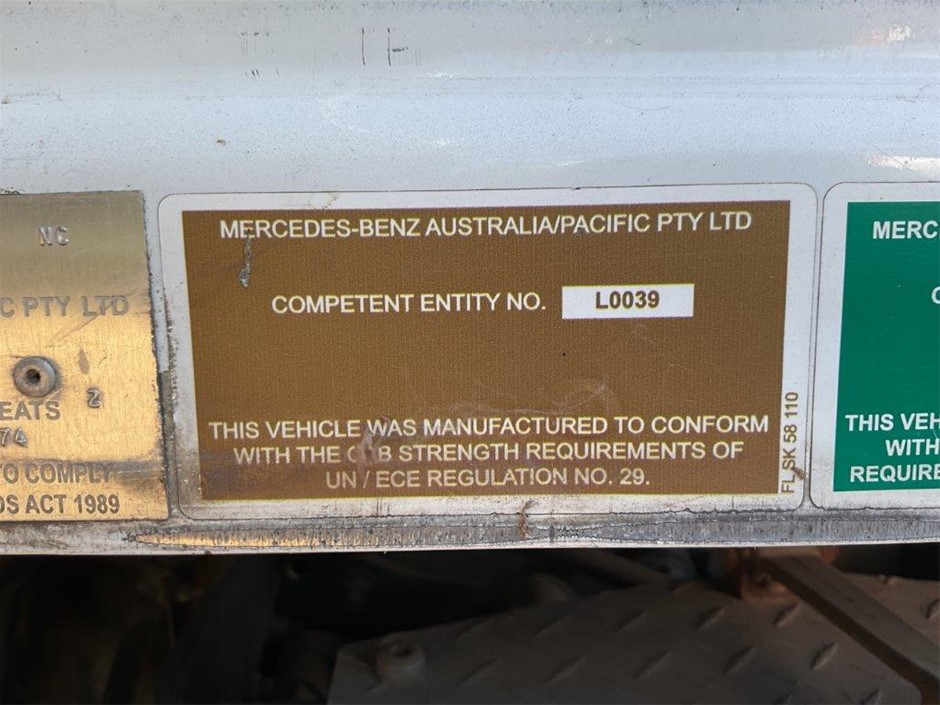 NC
C PTY LTD
EATS 2
74
TO COMPLY
DS ACT 1989
MERCEDES-BENZ AUSTRALIA/PACIFIC PTY LTD
COMPETENT ENTITY NO. L0039
THIS VEHICLE WAS MANUFACTURED TO CONFORM
WITH THE STRENGTH REQUIREMENTS OF
UN / ECE REGULATION NO. 29.
FL SK 58 110
MERC
THIS VEH
WITH
REQUIRE